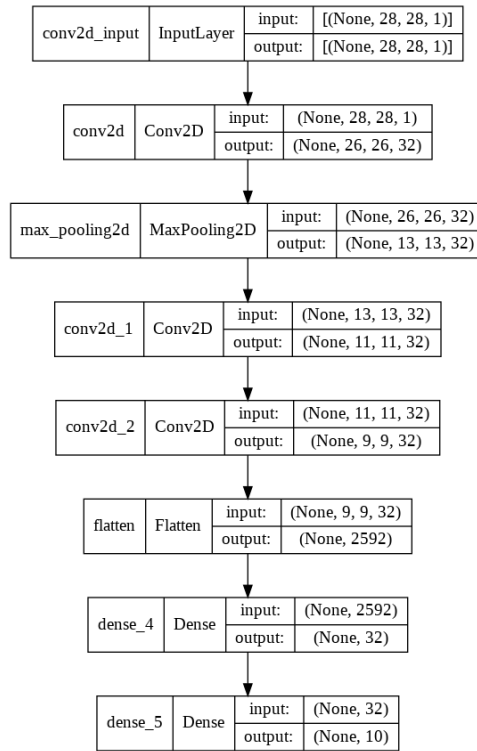 conv2d_input InputLayer input: [(None, 28, 28, 1)]
output: [(None, 28, 28, 1)]
conv2d Conv2D input: (None, 28, 28, 1)
output: (None, 26, 26, 32)
max_pooling2d MaxPooling2D input: (None, 26, 26, 32)
output: (None, 13, 13, 32)
conv2d_1 Conv2D input: (None, 13, 13, 32)
output: (None, 11, 11, 32)
conv2d_2 Conv2D input: (None, 11, 11, 32)
output: (None, 9, 9, 32)
flatten Flatten input: (None, 9, 9, 32)
output: (None, 2592)
dense_4 Dense input: (None, 2592)
output: (None, 32)
dense_5 Dense input: (None, 32)
output: (None, 10)